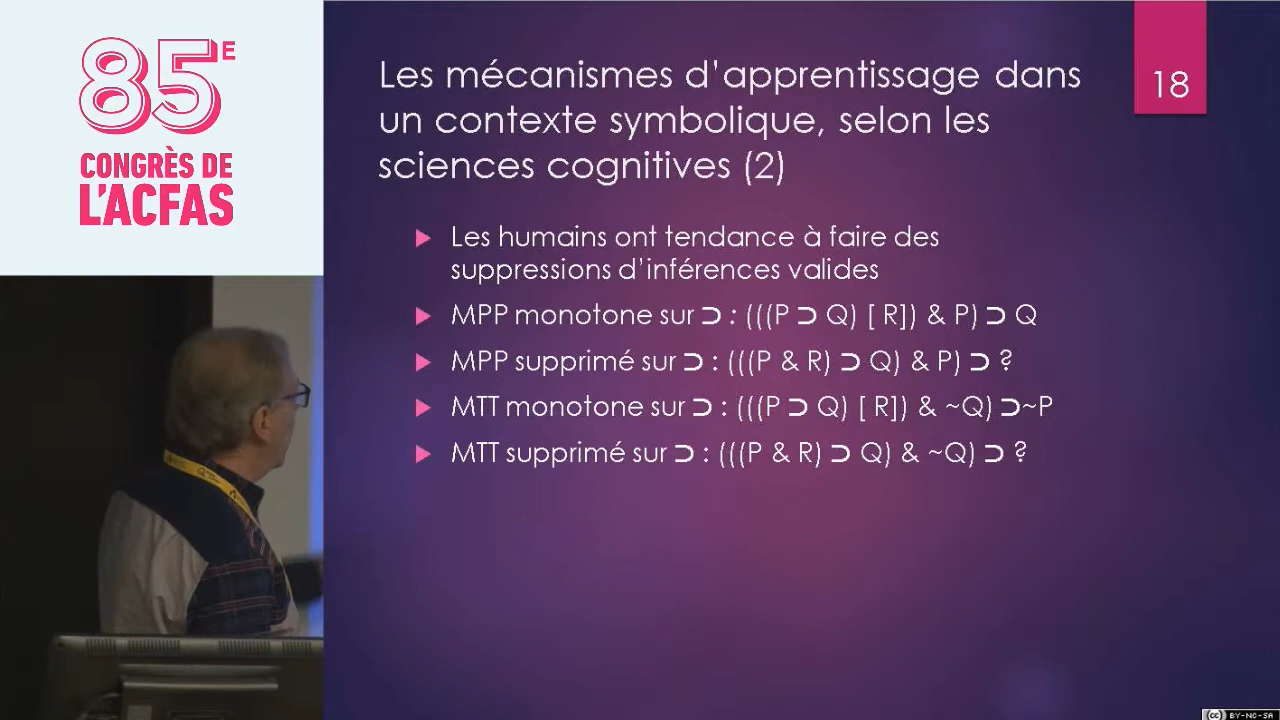 85E
CONGRÈS DE
L'ACFAS
Les mécanismes d'apprentissage dans
un contexte symbolique, selon les
sciences cognitives (2)
18
Les humains ont tendance à faire des
suppressions d'inférences valides
MPP monotone sur ⊃ : (((P ⊃ Q) [ R]) & P) ⊃ Q
MPP supprimé sur ⊃ : (((P & R) ⊃ Q) & P) ⊃ ?
MTT monotone sur ⊃ : (((P ⊃ Q) [ R]) & ~Q) ⊃~P
MTT supprimé sur ⊃ : (((P & R) ⊃ Q) & ~Q) ⊃ ?
cc BY-NC-SA